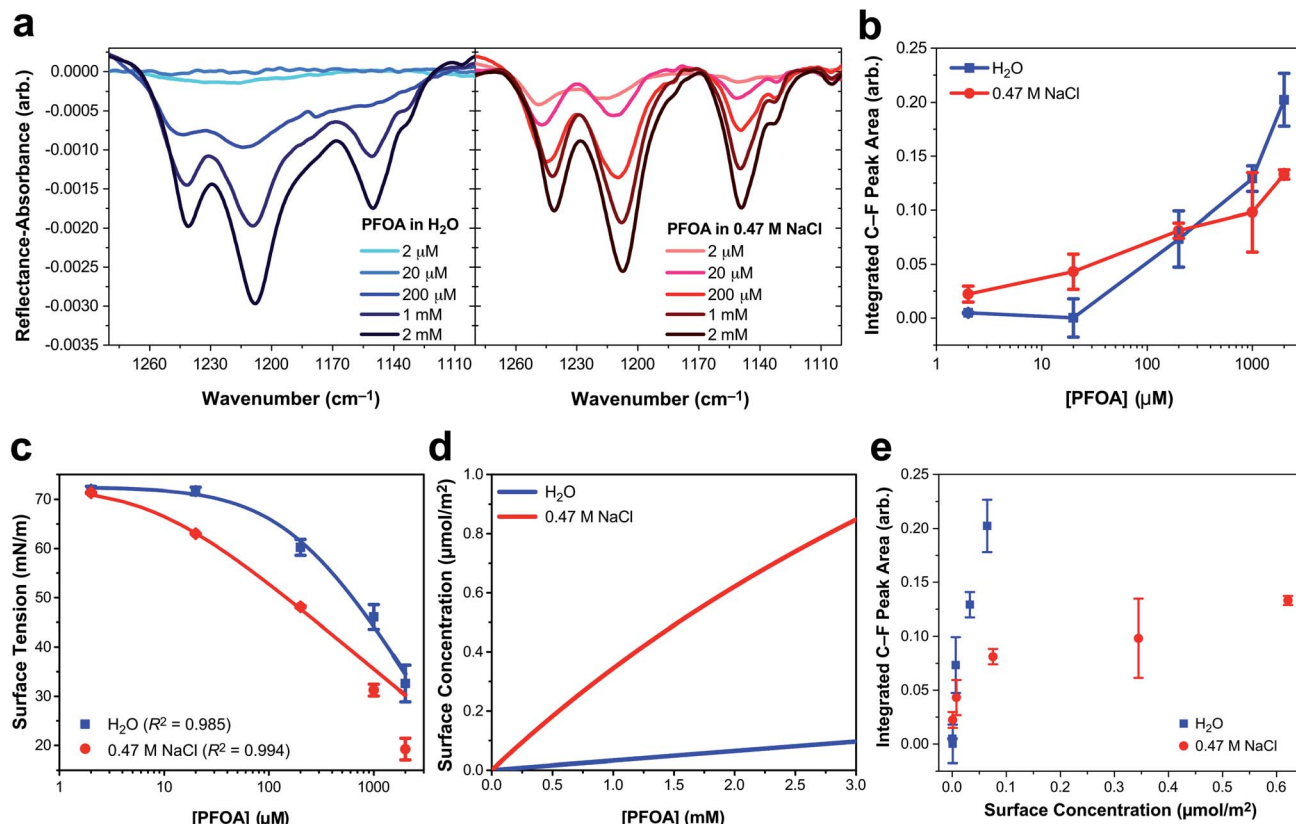 a
0.0000
-0.0005
-0.0010
-0.0015
-0.0020
-0.0025
-0.0030
-0.0035
Reflectance-Absorbance (arb.)
PFOA in H₂O
2 μM
20 μM
200 μM
1 mM
2 mM
PFOA in 0.47 M NaCl
2 μM
20 μM
200 μM
1 mM
2 mM
1260 1230 1200 1170 1140 1110
1260 1230 1200 1170 1140 1110
Wavenumber (cm⁻¹)
Wavenumber (cm⁻¹)
b
0.25
0.20
0.15
0.10
0.05
0.00
Integrated C–F Peak Area (arb.)
H₂O
0.47 M NaCl
1 10 100 1000
[PFOA] (μM)
c
70
60
50
40
30
20
Surface Tension (mN/m)
H₂O (R² = 0.985)
0.47 M NaCl (R² = 0.994)
1 10 100 1000
[PFOA] (μM)
d
1.0
0.8
0.6
0.4
0.2
0.0
Surface Concentration (μmol/m²)
H₂O
0.47 M NaCl
0.0 0.5 1.0 1.5 2.0 2.5 3.0
[PFOA] (mM)
e
0.25
0.20
0.15
0.10
0.05
0.00
Integrated C–F Peak Area (arb.)
H₂O
0.47 M NaCl
0.0 0.1 0.2 0.3 0.4 0.5 0.6
Surface Concentration (μmol/m²)